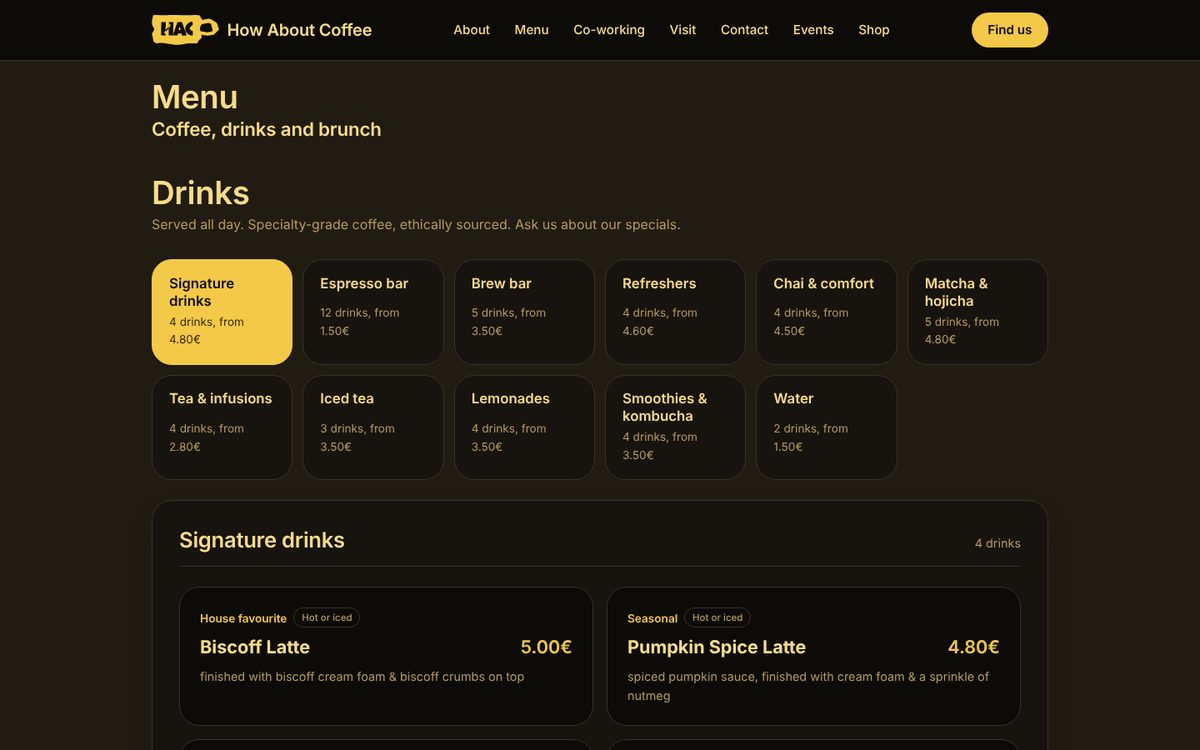 HAC How About Coffee
About Menu Co-working Visit Contact Events Shop
Find us
Menu
Coffee, drinks and brunch
Drinks
Served all day. Specialty-grade coffee, ethically sourced. Ask us about our specials.
Signature
drinks
4 drinks, from
4.80€
Espresso bar
12 drinks, from
1.50€
Brew bar
5 drinks, from
3.50€
Refreshers
4 drinks, from
4.60€
Chai & comfort
4 drinks, from
4.50€
Matcha &
hojicha
5 drinks, from
4.80€
Tea & infusions
4 drinks, from
2.80€
Iced tea
3 drinks, from
3.50€
Lemonades
4 drinks, from
3.50€
Smoothies &
kombucha
4 drinks, from
3.50€
Water
2 drinks, from
1.50€
Signature drinks
4 drinks
House favourite Hot or iced
Biscoff Latte 5.00€
finished with biscoff cream foam & biscoff crumbs on top
Seasonal Hot or iced
Pumpkin Spice Latte 4.80€
spiced pumpkin sauce, finished with cream foam & a sprinkle of
nutmeg